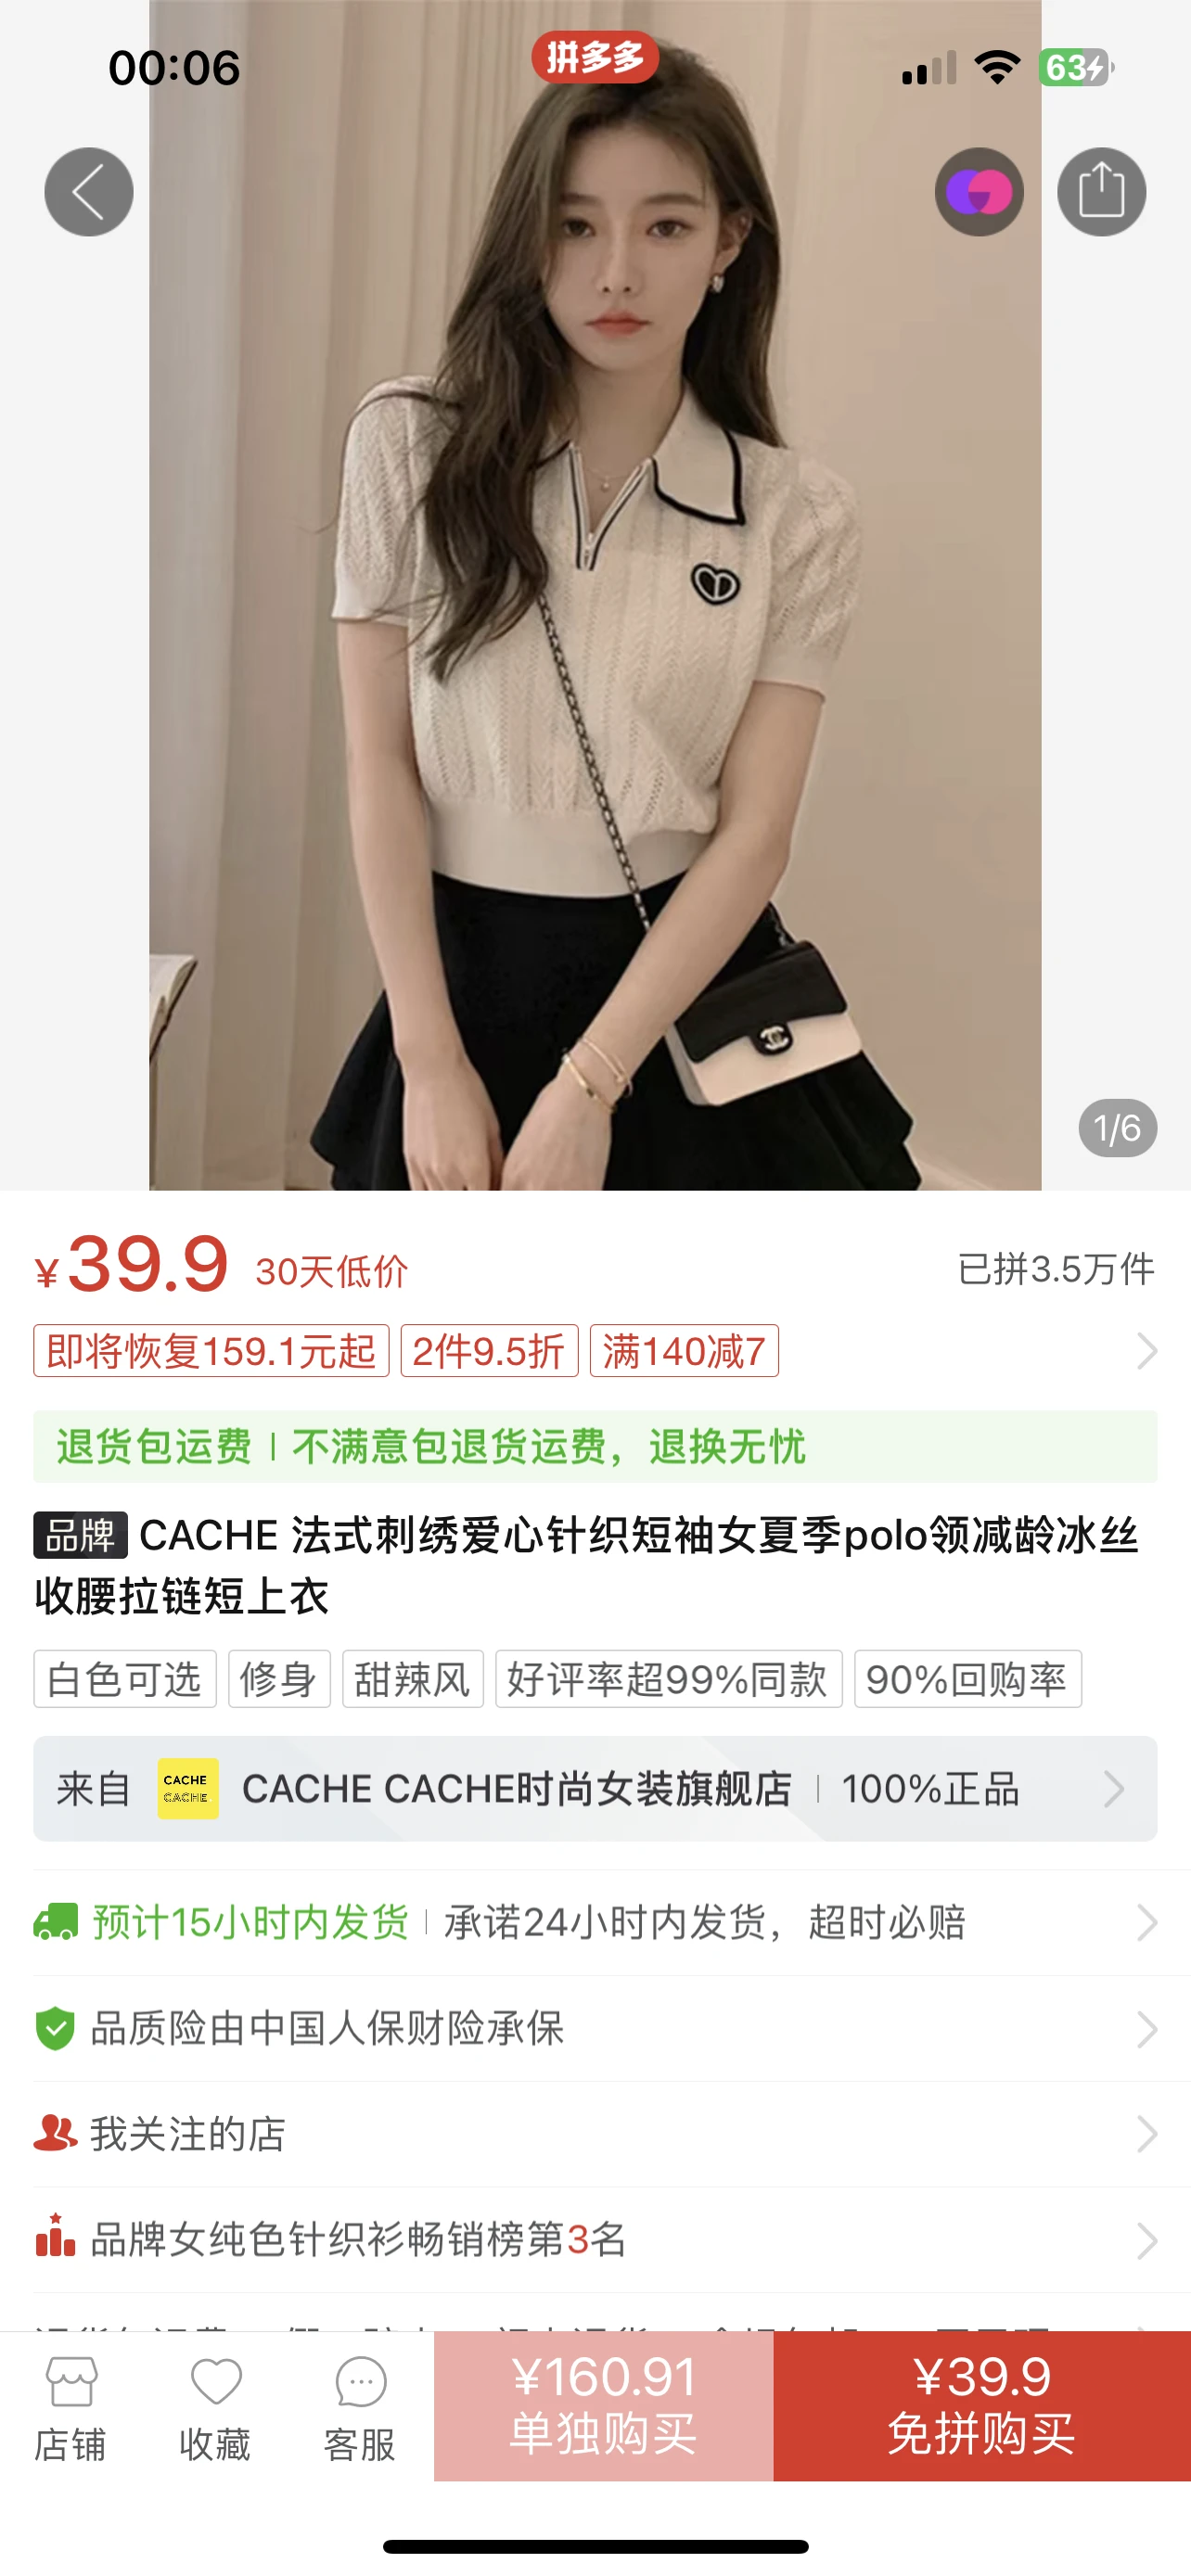 00:06
拼多多
63
1/6
¥39.9 30天低价 已拼3.5万件
即将恢复159.1元起 2件9.5折 满140减7
退货包运费 | 不满意包退货运费，退换无忧
品牌 CACHE 法式刺绣爱心针织短袖女夏季polo领减龄冰丝
收腰拉链短上衣
白色可选 修身 甜辣风 好评率超99%同款 90%回购率
来自 CACHE CACHE CACHE CACHE时尚女装旗舰店 | 100%正品
预计15小时内发货 | 承诺24小时内发货，超时必赔
品质险由中国人保财险承保
我关注的店
品牌女纯色针织衫畅销榜第3名
¥160.91 ¥39.9
店铺 收藏 客服 单独购买 免拼购买